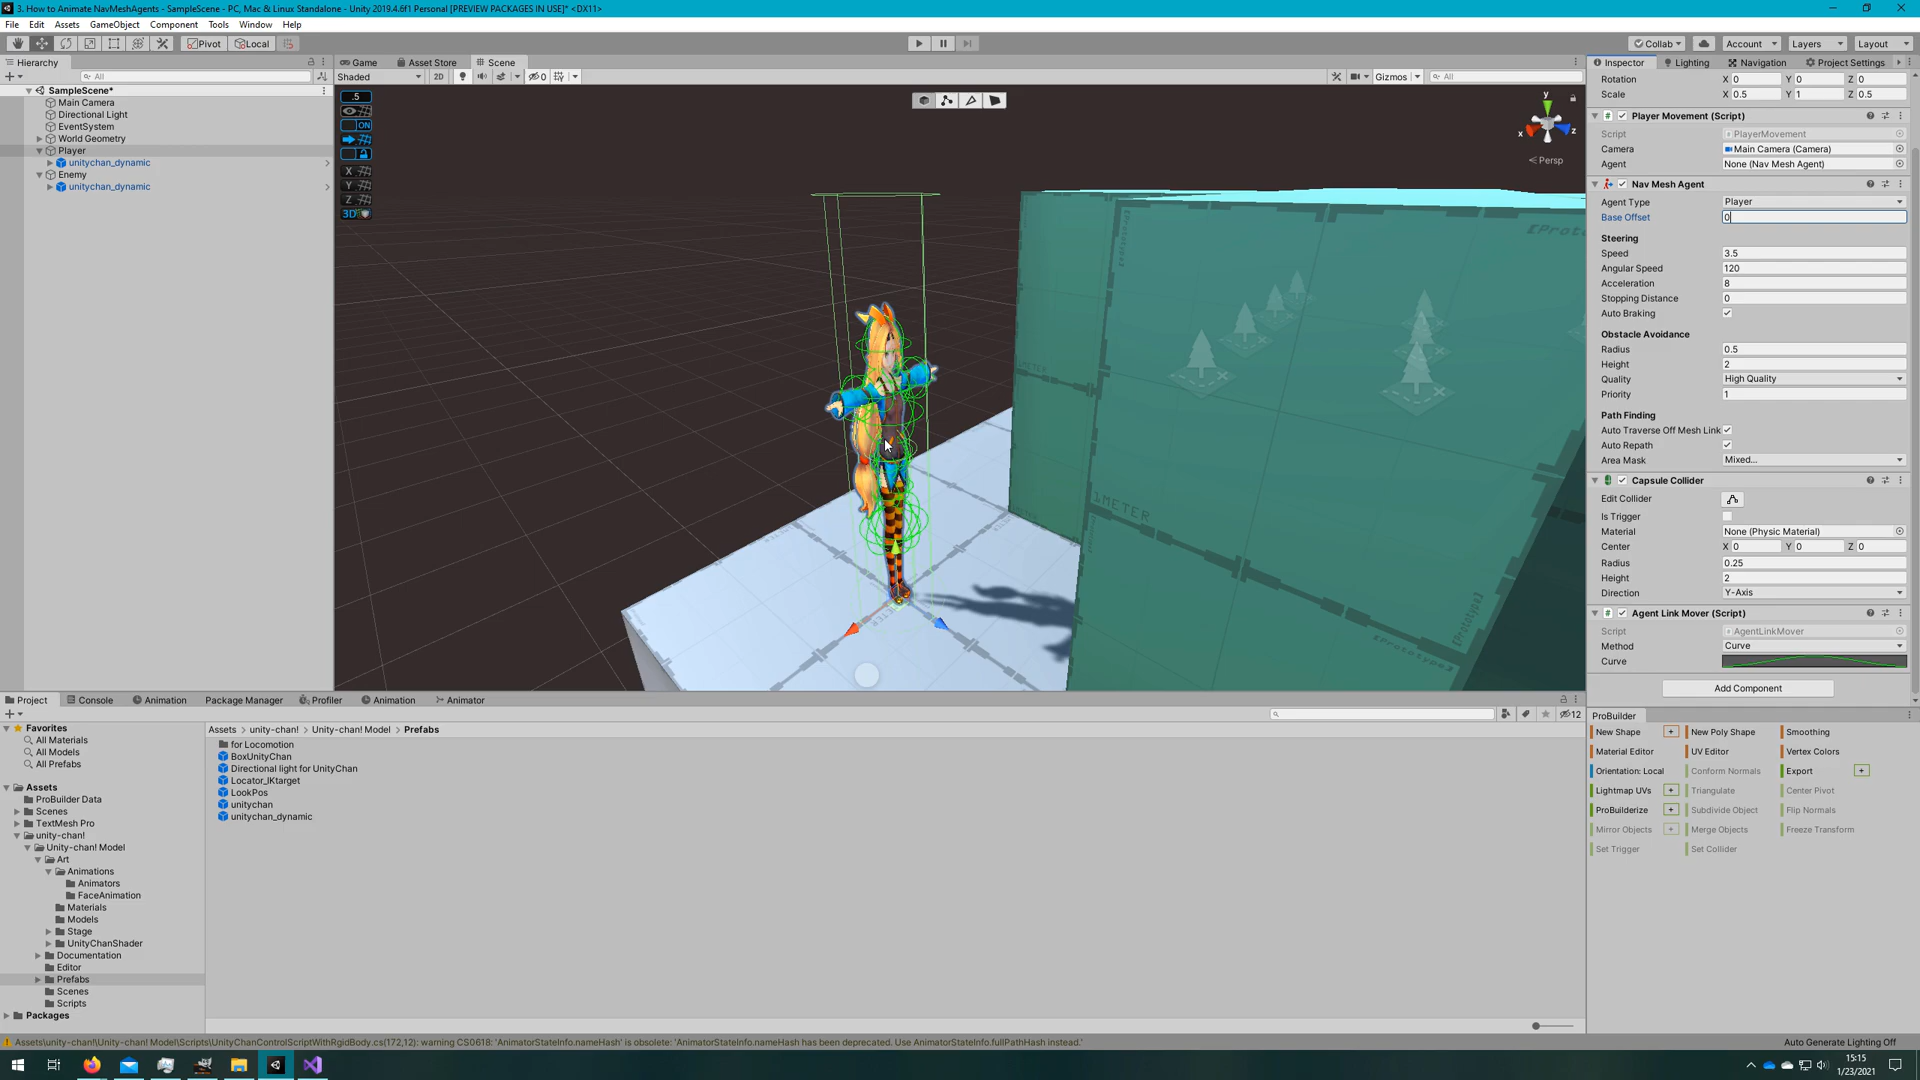 3. How to Animate NavMeshAgents - SampleScene - PC, Mac & Linux Standalone - Unity 2019.4.6f1 Personal [PREVIEW PACKAGES IN USE]* <DX11>
File Edit Assets GameObject Component Tools Window Help
Pivot Local Collab Account Layers Layout
Hierarchy
All
SampleScene*
Main Camera
Directional Light
EventSystem
World Geometry
Player
unitychan_dynamic
Enemy
unitychan_dynamic
Game Asset Store Scene
Shaded 2D 0 Gizmos All
.5
ON
X
Y
Z
3D
y
x z
Persp
1METER
Inspector Lighting Navigation Project Settings
Rotation X 0 Y 0 Z 0
Scale X 0.5 Y 1 Z 0.5
Player Movement (Script)
Script PlayerMovement
Camera Main Camera (Camera)
Agent None (Nav Mesh Agent)
Nav Mesh Agent
Agent Type Player
Base Offset 0
Steering
Speed 3.5
Angular Speed 120
Acceleration 8
Stopping Distance 0
Auto Braking
Obstacle Avoidance
Radius 0.5
Height 2
Quality High Quality
Priority 1
Path Finding
Auto Traverse Off Mesh Link
Auto Repath
Area Mask Mixed...
Capsule Collider
Edit Collider
Is Trigger
Material None (Physic Material)
Center X 0 Y 0 Z 0
Radius 0.25
Height 2
Direction Y-Axis
Agent Link Mover (Script)
Script AgentLinkMover
Method Curve
Curve
Add Component
Project Console Animation Package Manager Profiler Animation Animator
12
Favorites
All Materials
All Models
All Prefabs
Assets
ProBuilder Data
Scenes
TextMesh Pro
unity-chan!
Unity-chan! Model
Art
Animations
Animators
FaceAnimation
Materials
Models
Stage
UnityChanShader
Documentation
Editor
Prefabs
Scenes
Scripts
Packages
Assets > unity-chan! > Unity-chan! Model > Prefabs
for Locomotion
BoxUnityChan
Directional light for UnityChan
Locator_IKtarget
LookPos
unitychan
unitychan_dynamic
ProBuilder
New Shape + New Poly Shape Smoothing
Material Editor UV Editor Vertex Colors
Orientation: Local Conform Normals Export +
Lightmap UVs + Triangulate Center Pivot
ProBuilderize + Subdivide Object Flip Normals
Mirror Objects + Merge Objects Freeze Transform
Set Trigger Set Collider
Assets\unity-chan!\Unity-chan! Model\Scripts\UnityChanControlScriptWithRgidBody.cs(172,12): warning CS0618: 'AnimatorStateInfo.nameHash' is obsolete: 'AnimatorStateInfo.nameHash has been deprecated. Use AnimatorStateInfo.fullPathHash instead.'
Auto Generate Lighting Off
15:15
1/23/2021